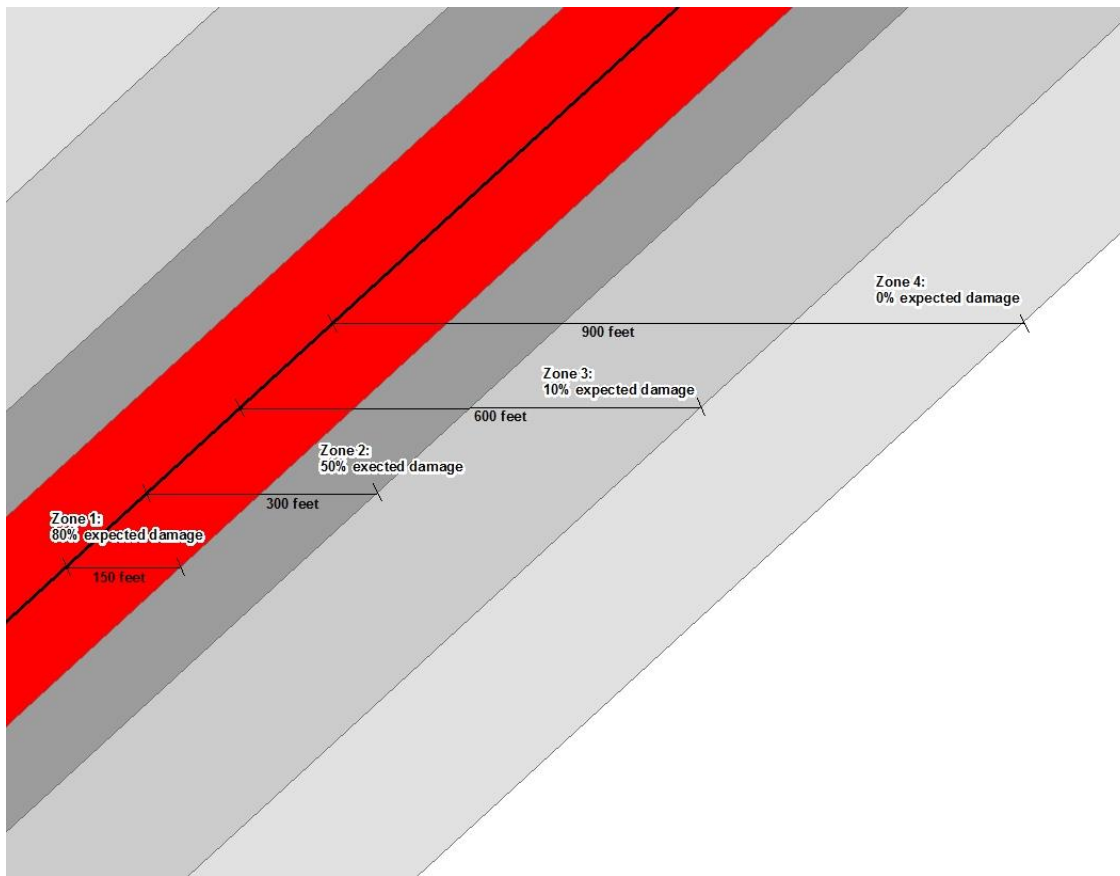 Zone 4:
0% expected damage
900 feet
Zone 3:
10% expected damage
600 feet
Zone 2:
50% exected damage
300 feet
Zone 1:
80% expected damage
150 feet